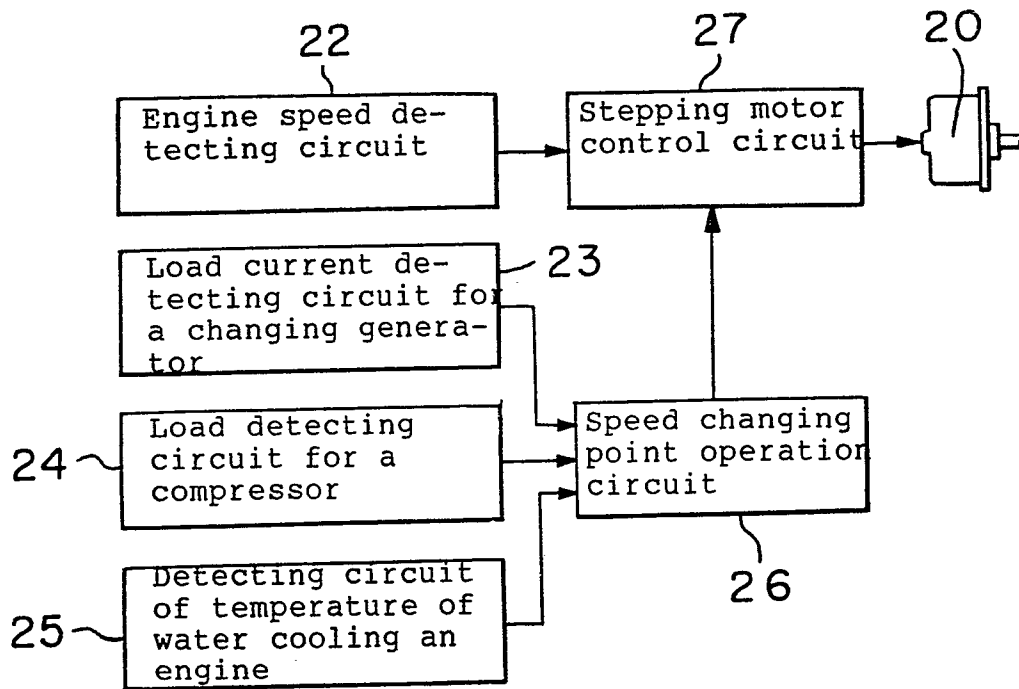 22
27
20
Engine speed de-
tecting circuit
Stepping motor
control circuit
23
Load current de-
tecting circuit for
a changing genera-
tor
24
Load detecting
circuit for a
compressor
Speed changing
point operation
circuit
26
25
Detecting circuit
of temperature of
water cooling an
engine